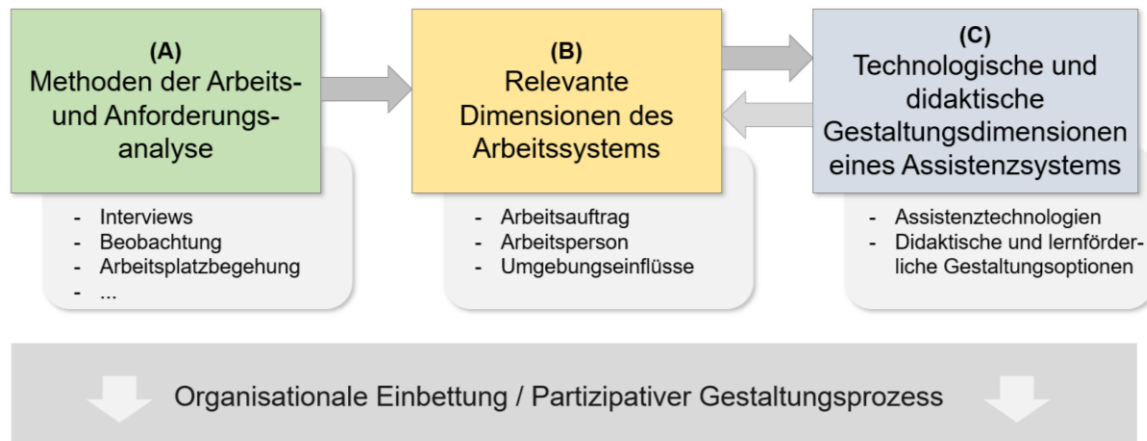 (A)
Methoden der Arbeits-
und Anforderungs-
analyse
- Interviews
- Beobachtung
- Arbeitsplatzbegehung
- ...
(B)
Relevante
Dimensionen des
Arbeitssystems
- Arbeitsauftrag
- Arbeitsperson
- Umgebungseinflüsse
(C)
Technologische und
didaktische
Gestaltungsdimensionen
eines Assistenzsystems
- Assistenztechnologien
- Didaktische und lernförder-
liche Gestaltungsoptionen
Organisationale Einbettung / Partizipativer Gestaltungsprozess